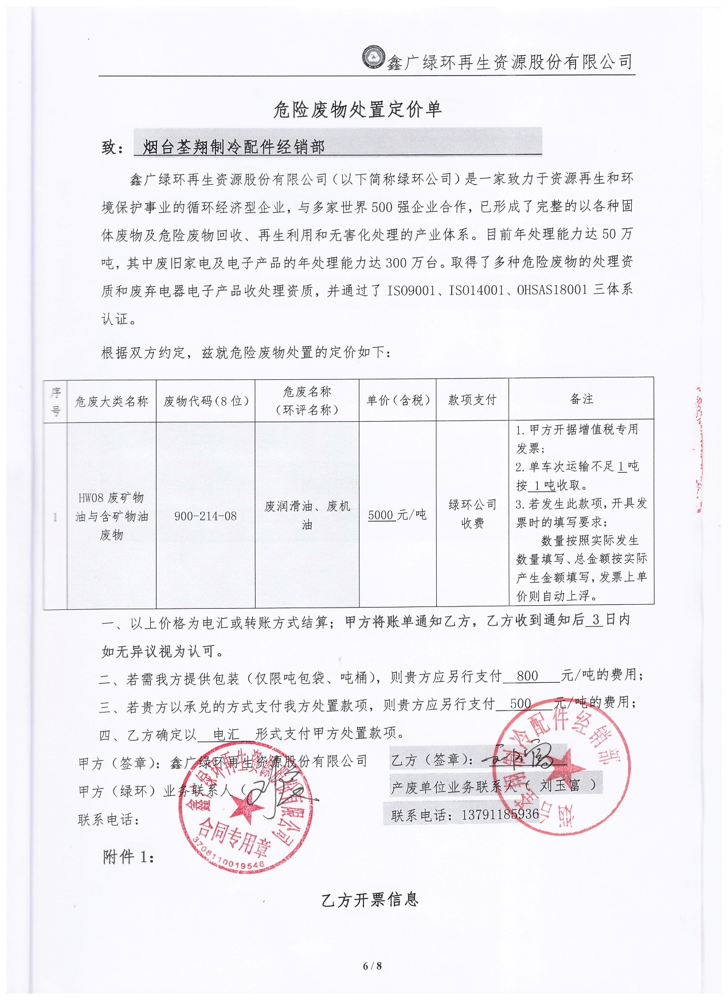 鑫广绿环再生资源股份有限公司
危险废物处置定价单
致： 烟台荃翔制冷配件经销部
鑫广绿环再生资源股份有限公司（以下简称绿环公司）是一家致力于资源再生和环
境保护事业的循环经济型企业，与多家世界 500 强企业合作，已形成了完整的以各种固
体废物及危险废物回收、再生利用和无害化处理的产业体系。目前年处理能力达 50 万
吨，其中废旧家电及电子产品的年处理能力达 300 万台。取得了多种危险废物的处理资
质和废弃电器电子产品收处理资质，并通过了 ISO9001、ISO14001、OHSAS18001 三体系
认证。
根据双方约定，兹就危险废物处置的定价如下：
序号 危废大类名称 废物代码（8 位） 危废名称（环评名称） 单价（含税） 款项支付 备注
1
HW08 废矿物
油与含矿物油
废物
900-214-08
废润滑油、废机
油
5000 元/吨
绿环公司
收费
1. 甲方开据增值税专用
发票；
2. 单车次运输不足 1 吨
按 1 吨收取。
3. 若发生此款项，开具发
票时的填写要求：
数量按照实际发生
数量填写、总金额按实际
产生金额填写，发票上单
价则自动上浮。
一、以上价格为电汇或转账方式结算；甲方将账单通知乙方，乙方收到通知后 3 日内
如无异议视为认可。
二、若需我方提供包装（仅限吨包袋、吨桶），则贵方应另行支付 800 元/吨的费用；
三、若贵方以承兑的方式支付我方处置款项，则贵方应另行支付 500 元/吨的费用；
四、乙方确定以 电汇 形式支付甲方处置款项。
甲方（签章）：鑫广绿环再生资源股份有限公司
乙方（签章）：
甲方（绿环）业务联系人（
产废单位业务联系人（ 刘玉富 ）
联系电话：
联系电话：13791185936
鑫广绿环再生资源股份有限公司
合同专用章
3706110019546
烟台荃翔制冷配件经销部
附件 1：
乙方开票信息
6 / 8